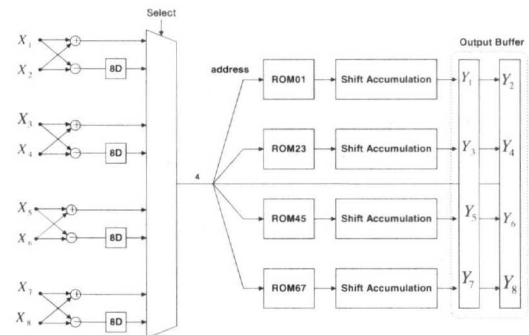 Select
Output Buffer
X1
X2
8D
address
ROM01
Shift Accumulation
Y1
Y2
X3
X4
8D
ROM23
Shift Accumulation
Y3
Y4
4
X5
X6
8D
ROM45
Shift Accumulation
Y5
Y6
X7
X8
8D
ROM67
Shift Accumulation
Y7
Y8